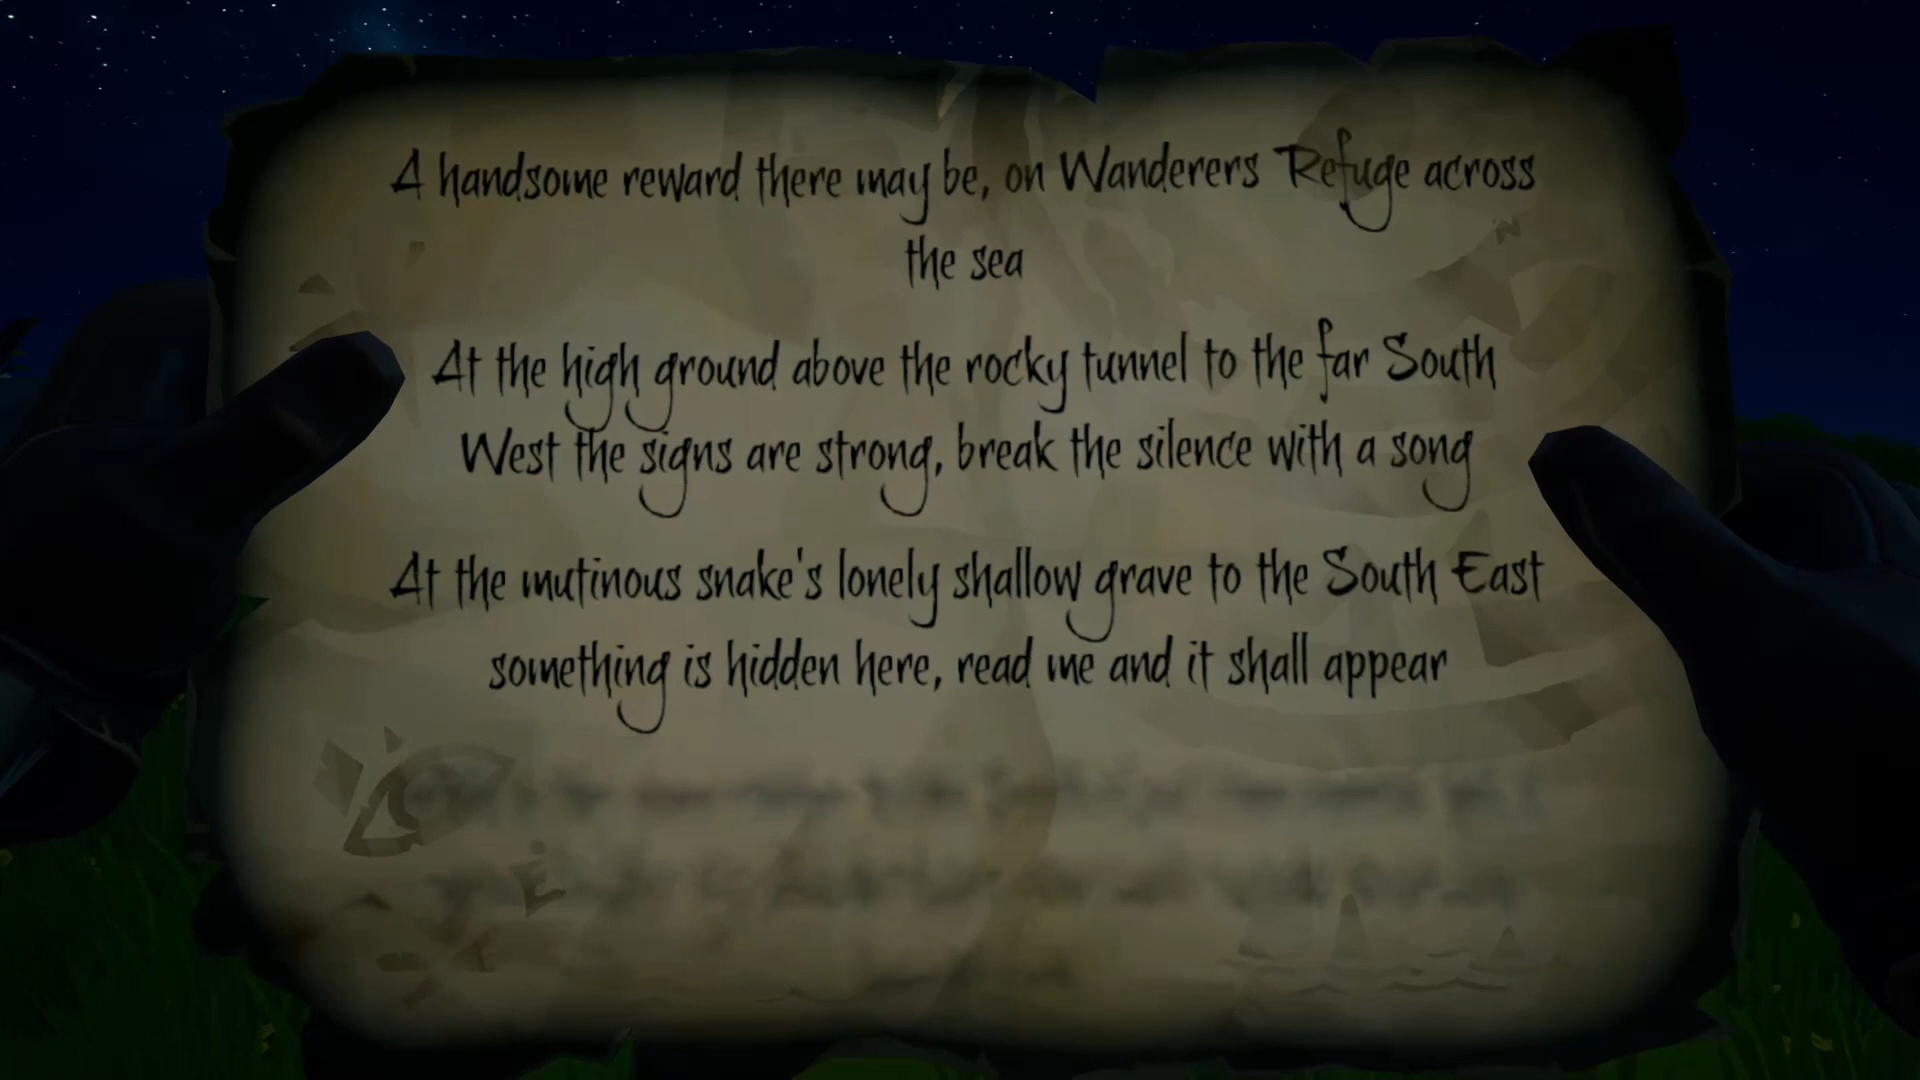 A handsome reward there may be, on Wanderers Refuge across
the sea
At the high ground above the rocky tunnel to the far South
West the signs are strong, break the silence with a song
At the mutinous snake's lonely shallow grave to the South East
something is hidden here, read me and it shall appear
N
E